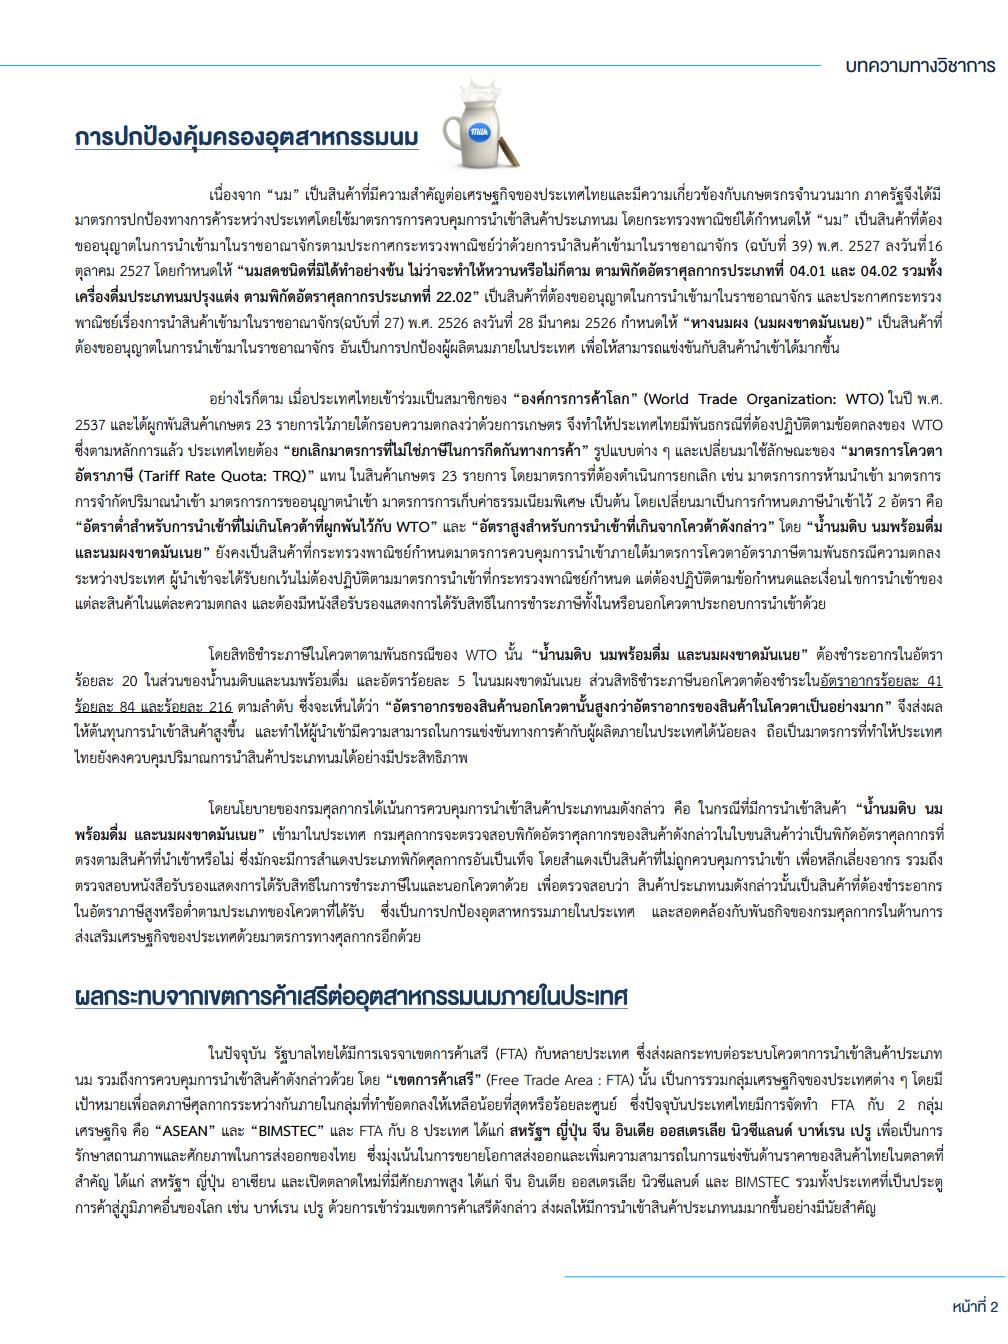 บทความทางวิชาการ
การปกป้องคุ้มครองอุตสาหกรรมนม
Milk
เนื่องจาก “นม” เป็นสินค้าที่มีความสำคัญต่อเศรษฐกิจของประเทศไทยและมีความเกี่ยวข้องกับเกษตรกรจำนวนมาก ภาครัฐจึงได้มี
มาตรการปกป้องทางการค้าระหว่างประเทศโดยใช้มาตรการการควบคุมการนำเข้าสินค้าประเภทนม โดยกระทรวงพาณิชย์ได้กำหนดให้ “นม” เป็นสินค้าที่ต้อง
ขออนุญาตในการนำเข้ามาในราชอาณาจักรตามประกาศกระทรวงพาณิชย์ว่าด้วยการนำสินค้าเข้ามาในราชอาณาจักร (ฉบับที่ 39) พ.ศ. 2527 ลงวันที่16
ตุลาคม 2527 โดยกำหนดให้ “นมสดชนิดที่มิได้ทำอย่างข้น ไม่ว่าจะทำให้หวานหรือไม่ก็ตาม ตามพิกัดอัตราศุลกากรประเภทที่ 04.01 และ 04.02 รวมทั้ง
เครื่องดื่มประเภทนมปรุงแต่ง ตามพิกัดอัตราศุลกากรประเภทที่ 22.02” เป็นสินค้าที่ต้องขออนุญาตในการนำเข้ามาในราชอาณาจักร และประกาศกระทรวง
พาณิชย์เรื่องการนำสินค้าเข้ามาในราชอาณาจักร(ฉบับที่ 27) พ.ศ. 2526 ลงวันที่ 28 มีนาคม 2526 กำหนดให้ “หางนมผง (นมผงขาดมันเนย)” เป็นสินค้าที่
ต้องขออนุญาตในการนำเข้ามาในราชอาณาจักร อันเป็นการปกป้องผู้ผลิตนมภายในประเทศ เพื่อให้สามารถแข่งขันกับสินค้านำเข้าได้มากขึ้น
อย่างไรก็ตาม เมื่อประเทศไทยเข้าร่วมเป็นสมาชิกของ “องค์การการค้าโลก” (World Trade Organization: WTO) ในปี พ.ศ.
2537 และได้ผูกพันสินค้าเกษตร 23 รายการไว้ภายใต้กรอบความตกลงว่าด้วยการเกษตร จึงทำให้ประเทศไทยมีพันธกรณีที่ต้องปฏิบัติตามข้อตกลงของ WTO
ซึ่งตามหลักการแล้ว ประเทศไทยต้อง “ยกเลิกมาตรการที่ไม่ใช่ภาษีในการกีดกันทางการค้า” รูปแบบต่าง ๆ และเปลี่ยนมาใช้ลักษณะของ “มาตรการโควตา
อัตราภาษี (Tariff Rate Quota: TRQ)” แทน ในสินค้าเกษตร 23 รายการ โดยมาตรการที่ต้องดำเนินการยกเลิก เช่น มาตรการการห้ามนำเข้า มาตรการ
การจำกัดปริมาณนำเข้า มาตรการการขออนุญาตนำเข้า มาตรการการเก็บค่าธรรมเนียมพิเศษ เป็นต้น โดยเปลี่ยนมาเป็นการกำหนดภาษีนำเข้าไว้ 2 อัตรา คือ
“อัตราต่ำสำหรับการนำเข้าที่ไม่เกินโควต้าที่ผูกพันไว้กับ WTO” และ “อัตราสูงสำหรับการนำเข้าที่เกินจากโควต้าดังกล่าว” โดย “น้ำนมดิบ นมพร้อมดื่ม
และนมผงขาดมันเนย” ยังคงเป็นสินค้าที่กระทรวงพาณิชย์กำหนดมาตรการควบคุมการนำเข้าภายใต้มาตรการโควตาอัตราภาษีตามพันธกรณีความตกลง
ระหว่างประเทศ ผู้นำเข้าจะได้รับยกเว้นไม่ต้องปฏิบัติตามมาตรการนำเข้าที่กระทรวงพาณิชย์กำหนด แต่ต้องปฏิบัติตามข้อกำหนดและเงื่อนไขการนำเข้าของ
แต่ละสินค้าในแต่ละความตกลง และต้องมีหนังสือรับรองแสดงการได้รับสิทธิในการชำระภาษีทั้งในหรือนอกโควตาประกอบการนำเข้าด้วย
โดยสิทธิชำระภาษีในโควตาตามพันธกรณีของ WTO นั้น “น้ำนมดิบ นมพร้อมดื่ม และนมผงขาดมันเนย” ต้องชำระอากรในอัตรา
ร้อยละ 20 ในส่วนของน้ำนมดิบและนมพร้อมดื่ม และอัตราร้อยละ 5 ในนมผงขาดมันเนย ส่วนสิทธิชำระภาษีนอกโควตาต้องชำระในอัตราอากรร้อยละ 41
ร้อยละ 84 และร้อยละ 216 ตามลำดับ ซึ่งจะเห็นได้ว่า “อัตราอากรของสินค้านอกโควตานั้นสูงกว่าอัตราอากรของสินค้าในโควตาเป็นอย่างมาก” จึงส่งผล
ให้ต้นทุนการนำเข้าสินค้าสูงขึ้น และทำให้ผู้นำเข้ามีความสามารถในการแข่งขันทางการค้ากับผู้ผลิตภายในประเทศได้น้อยลง ถือเป็นมาตรการที่ทำให้ประเทศ
ไทยยังคงควบคุมปริมาณการนำสินค้าประเภทนมได้อย่างมีประสิทธิภาพ
โดยนโยบายของกรมศุลกากรได้เน้นการควบคุมการนำเข้าสินค้าประเภทนมดังกล่าว คือ ในกรณีที่มีการนำเข้าสินค้า “น้ำนมดิบ นม
พร้อมดื่ม และนมผงขาดมันเนย” เข้ามาในประเทศ กรมศุลกากรจะตรวจสอบพิกัดอัตราศุลกากรของสินค้าดังกล่าวในใบขนสินค้าว่าเป็นพิกัดอัตราศุลกากรที่
ตรงตามสินค้าที่นำเข้าหรือไม่ ซึ่งมักจะมีการสำแดงประเภทพิกัดศุลกากรอันเป็นเท็จ โดยสำแดงเป็นสินค้าที่ไม่ถูกควบคุมการนำเข้า เพื่อหลีกเลี่ยงอากร รวมถึง
ตรวจสอบหนังสือรับรองแสดงการได้รับสิทธิในการชำระภาษีในและนอกโควตาด้วย เพื่อตรวจสอบว่า สินค้าประเภทนมดังกล่าวนั้นเป็นสินค้าที่ต้องชำระอากร
ในอัตราภาษีสูงหรือต่ำตามประเภทของโควตาที่ได้รับ ซึ่งเป็นการปกป้องอุตสาหกรรมภายในประเทศ และสอดคล้องกับพันธกิจของกรมศุลกากรในด้านการ
ส่งเสริมเศรษฐกิจของประเทศด้วยมาตรการทางศุลกากรอีกด้วย
ผลกระทบจากเขตการค้าเสรีต่ออุตสาหกรรมนมภายในประเทศ
ในปัจจุบัน รัฐบาลไทยได้มีการเจรจาเขตการค้าเสรี (FTA) กับหลายประเทศ ซึ่งส่งผลกระทบต่อระบบโควตาการนำเข้าสินค้าประเภท
นม รวมถึงการควบคุมการนำเข้าสินค้าดังกล่าวด้วย โดย “เขตการค้าเสรี” (Free Trade Area : FTA) นั้น เป็นการรวมกลุ่มเศรษฐกิจของประเทศต่าง ๆ โดยมี
เป้าหมายเพื่อลดภาษีศุลกากรระหว่างกันภายในกลุ่มที่ทำข้อตกลงให้เหลือน้อยที่สุดหรือร้อยละศูนย์ ซึ่งปัจจุบันประเทศไทยมีการจัดทำ FTA กับ 2 กลุ่ม
เศรษฐกิจ คือ “ASEAN” และ “BIMSTEC” และ FTA กับ 8 ประเทศ ได้แก่ สหรัฐฯ ญี่ปุ่น จีน อินเดีย ออสเตรเลีย นิวซีแลนด์ บาห์เรน เปรู เพื่อเป็นการ
รักษาสถานภาพและศักยภาพในการส่งออกของไทย ซึ่งมุ่งเน้นในการขยายโอกาสส่งออกและเพิ่มความสามารถในการแข่งขันด้านราคาของสินค้าไทยในตลาดที่
สำคัญ ได้แก่ สหรัฐฯ ญี่ปุ่น อาเซียน และเปิดตลาดใหม่ที่มีศักยภาพสูง ได้แก่ จีน อินเดีย ออสเตรเลีย นิวซีแลนด์ และ BIMSTEC รวมทั้งประเทศที่เป็นประตู
การค้าสู่ภูมิภาคอื่นของโลก เช่น บาห์เรน เปรู ด้วยการเข้าร่วมเขตการค้าเสรีดังกล่าว ส่งผลให้มีการนำเข้าสินค้าประเภทนมมากขึ้นอย่างมีนัยสำคัญ
หน้าที่ 2